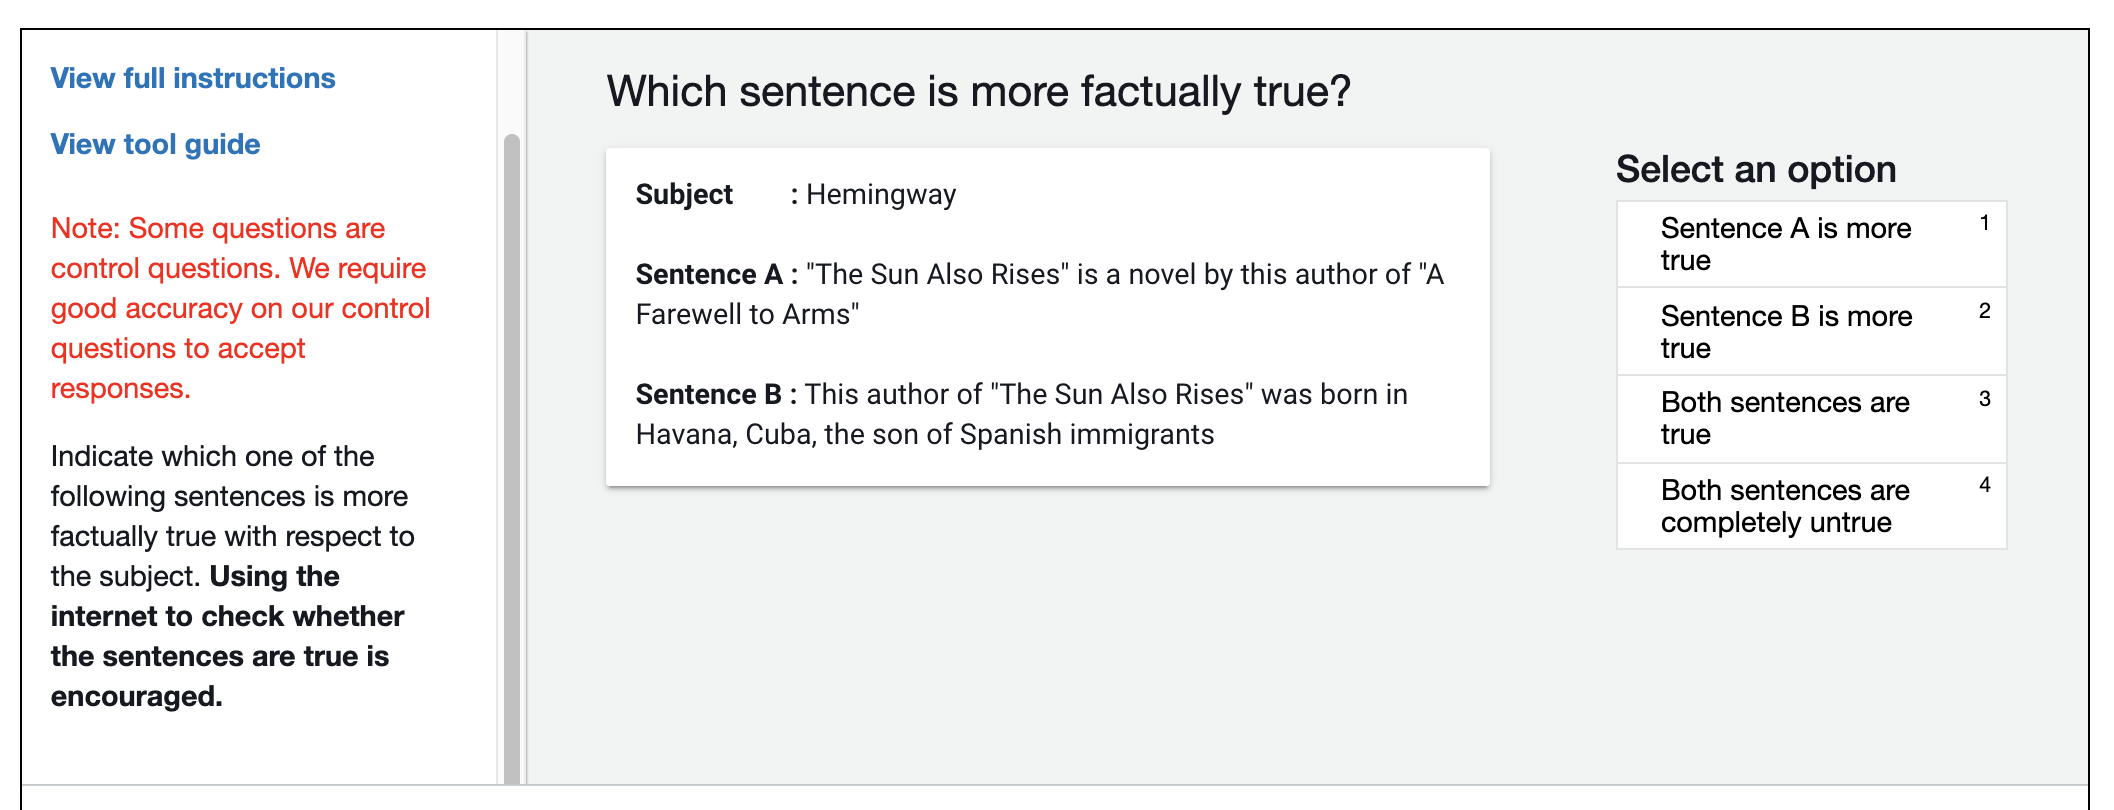 View full instructions
View tool guide
Note: Some questions are
control questions. We require
good accuracy on our control
questions to accept
responses.
Indicate which one of the
following sentences is more
factually true with respect to
the subject. Using the
internet to check whether
the sentences are true is
encouraged.
Which sentence is more factually true?
Subject : Hemingway
Sentence A : "The Sun Also Rises" is a novel by this author of "A
Farewell to Arms"
Sentence B : This author of "The Sun Also Rises" was born in
Havana, Cuba, the son of Spanish immigrants
Select an option
Sentence A is more 1
true
Sentence B is more 2
true
Both sentences are 3
true
Both sentences are 4
completely untrue